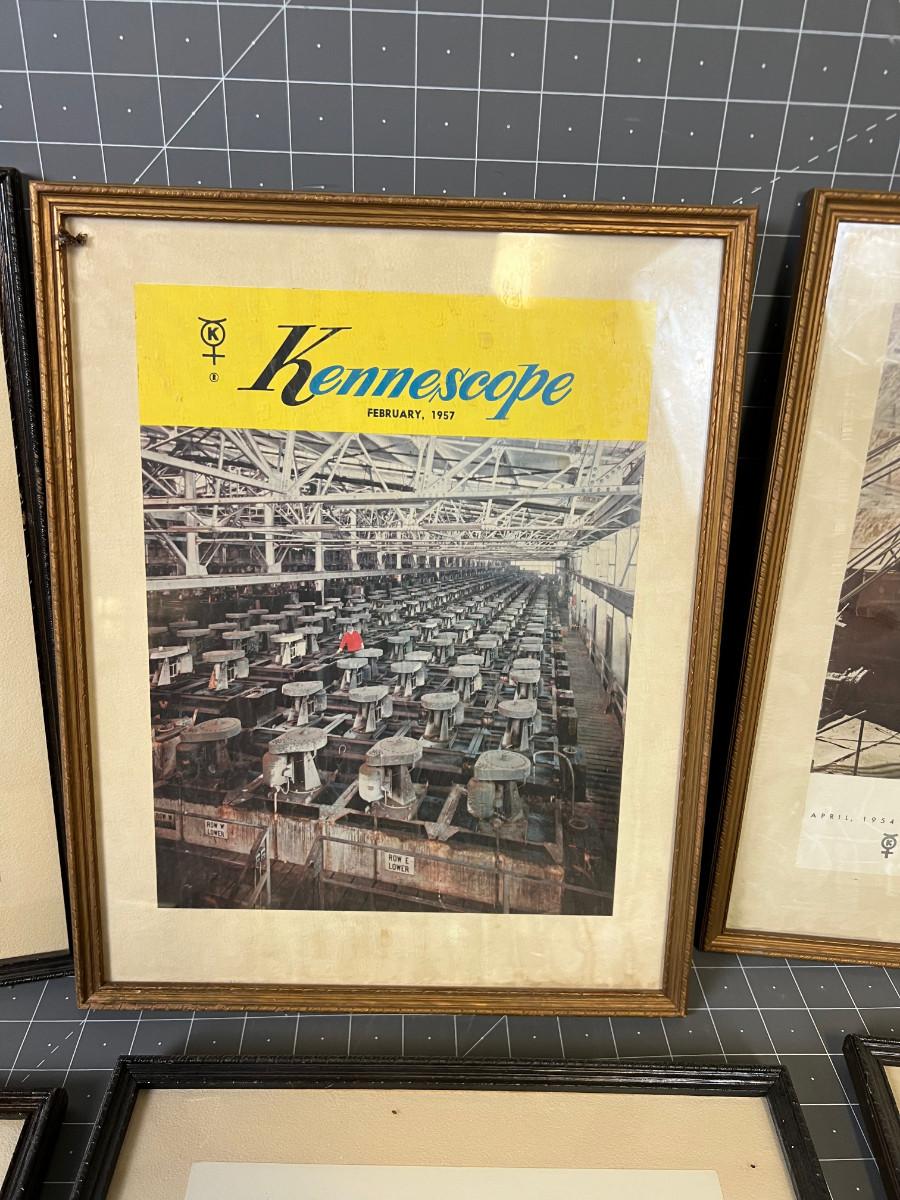 K
®
Kennescope
FEBRUARY, 1957
ROW W
LOWER
ROW E
LOWER
APRIL, 1954
K